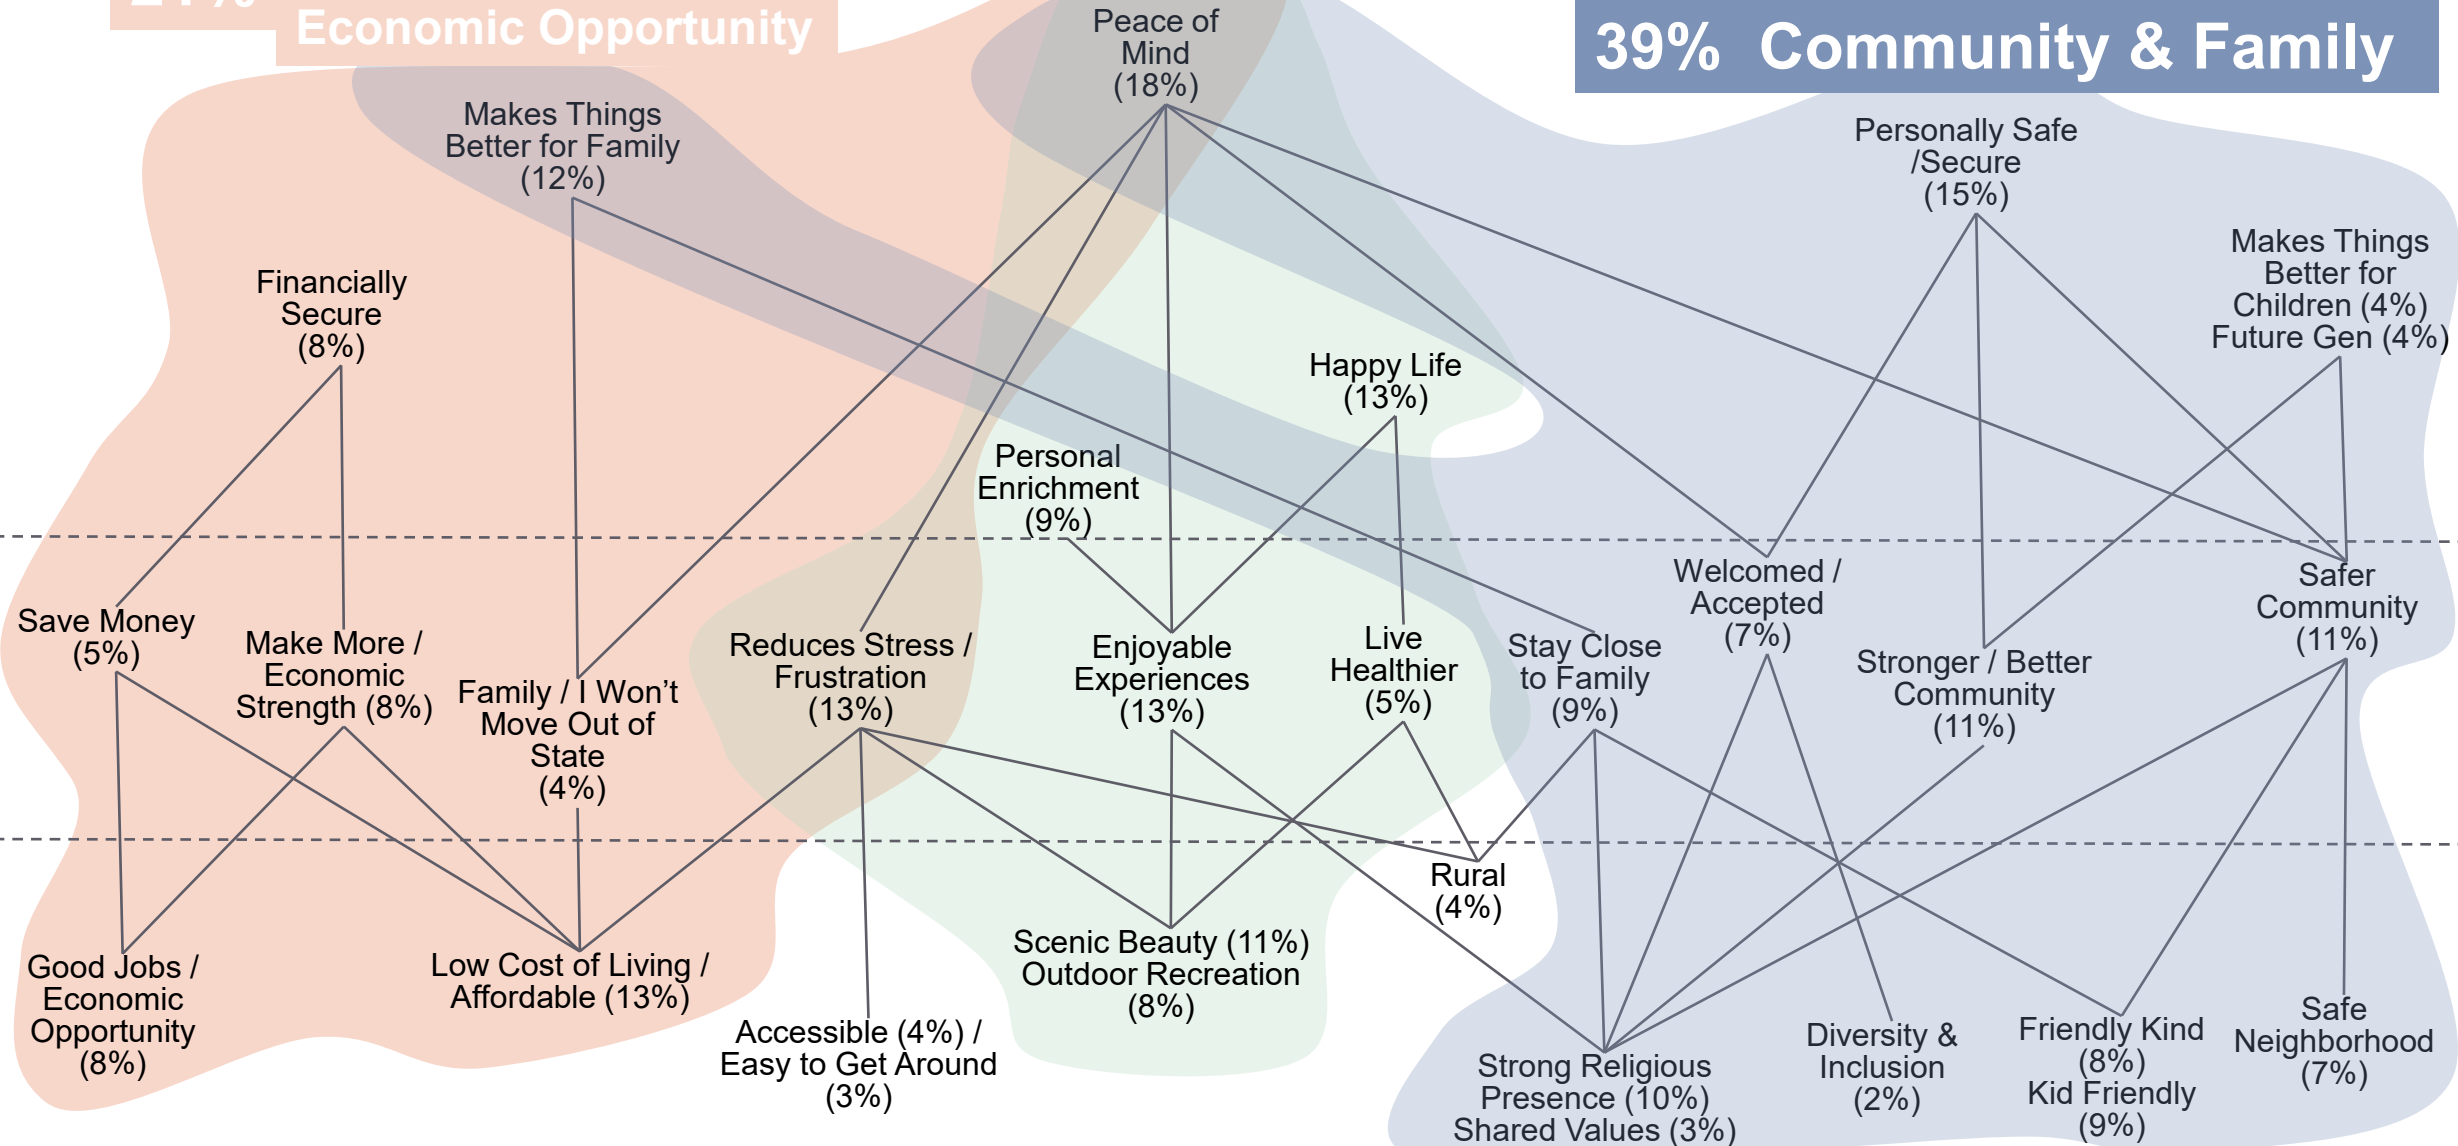 Economic Opportunity
39% Community & Family
Peace of
Mind
(18%)
Makes Things
Better for Family
(12%)
Personally Safe
/Secure
(15%)
Makes Things
Better for
Children (4%)
Future Gen (4%)
Financially
Secure
(8%)
Happy Life
(13%)
Personal
Enrichment
(9%)
Save Money
(5%)
Make More /
Economic
Strength (8%)
Family / I Won’t
Move Out of
State
(4%)
Reduces Stress /
Frustration
(13%)
Enjoyable
Experiences
(13%)
Live
Healthier
(5%)
Stay Close
to Family
(9%)
Welcomed /
Accepted
(7%)
Stronger / Better
Community
(11%)
Safer
Community
(11%)
Good Jobs /
Economic
Opportunity
(8%)
Low Cost of Living /
Affordable (13%)
Accessible (4%) /
Easy to Get Around
(3%)
Scenic Beauty (11%)
Outdoor Recreation
(8%)
Rural
(4%)
Strong Religious
Presence (10%)
Shared Values (3%)
Diversity &
Inclusion
(2%)
Friendly Kind
(8%)
Kid Friendly
(9%)
Safe
Neighborhood
(7%)